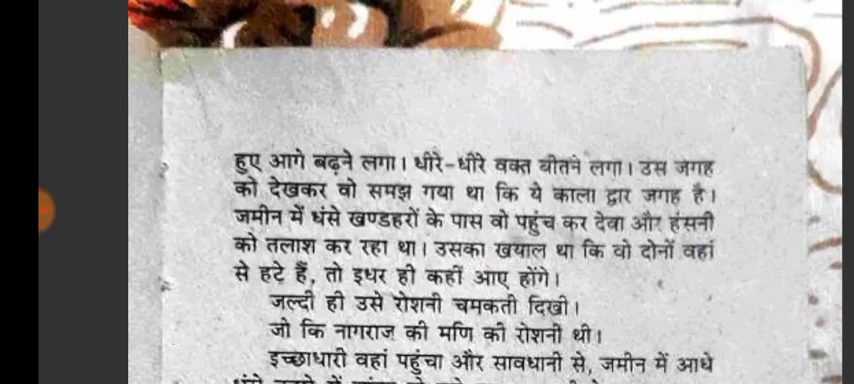 हुए आगे बढ़ने लगा। धीरे-धीरे वक्त बीतने लगा। उस जगह
को देखकर वो समझ गया था कि ये काला द्वार जगह है।
जमीन में धंसे खण्डहरों के पास वो पहुंच कर देवा और हंसनी
को तलाश कर रहा था। उसका खयाल था कि वो दोनों वहां
से हटे हैं, तो इधर ही कहीं आए होंगे।
जल्दी ही उसे रोशनी चमकती दिखी।
जो कि नागराज की मणि की रोशनी थी।
इच्छाधारी वहां पहुंचा और सावधानी से, जमीन में आधे